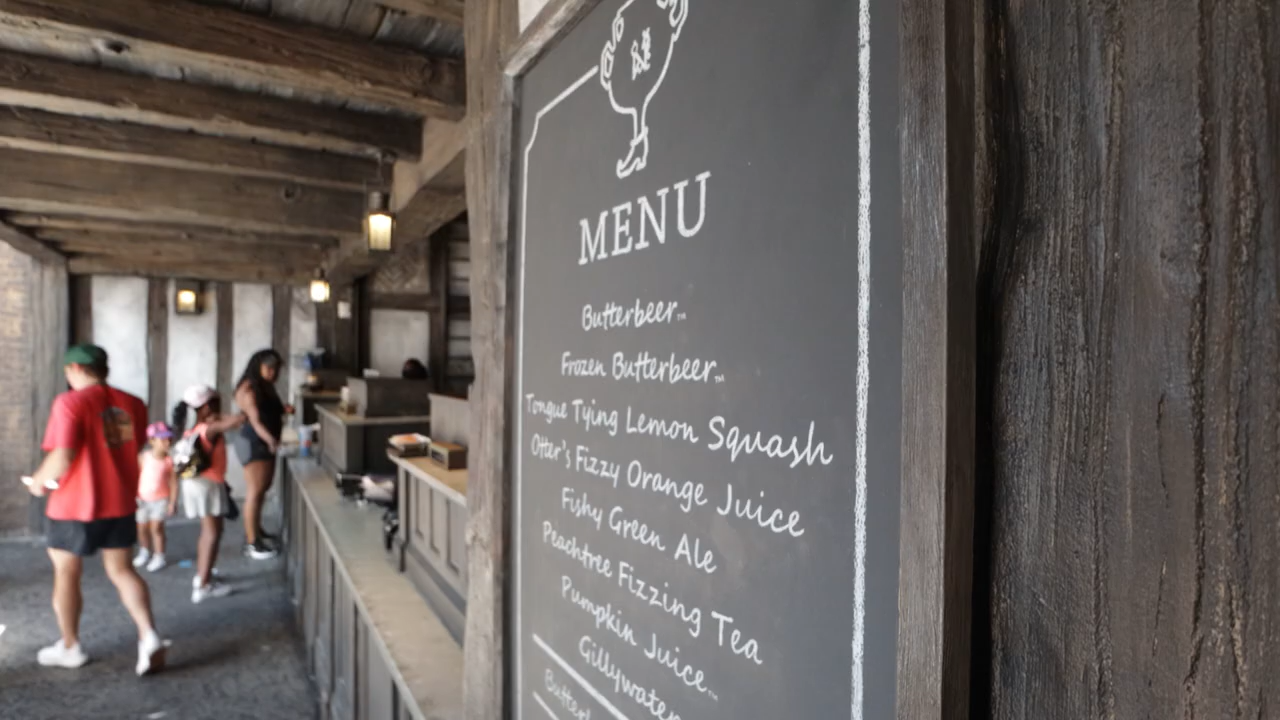 MENU
Butterbeer™
Frozen Butterbeer™
Tongue Tying Lemon Squash
Otter's Fizzy Orange Juice
Fishy Green Ale
Peachtree Fizzing Tea
Pumpkin Juice™
Gillywater